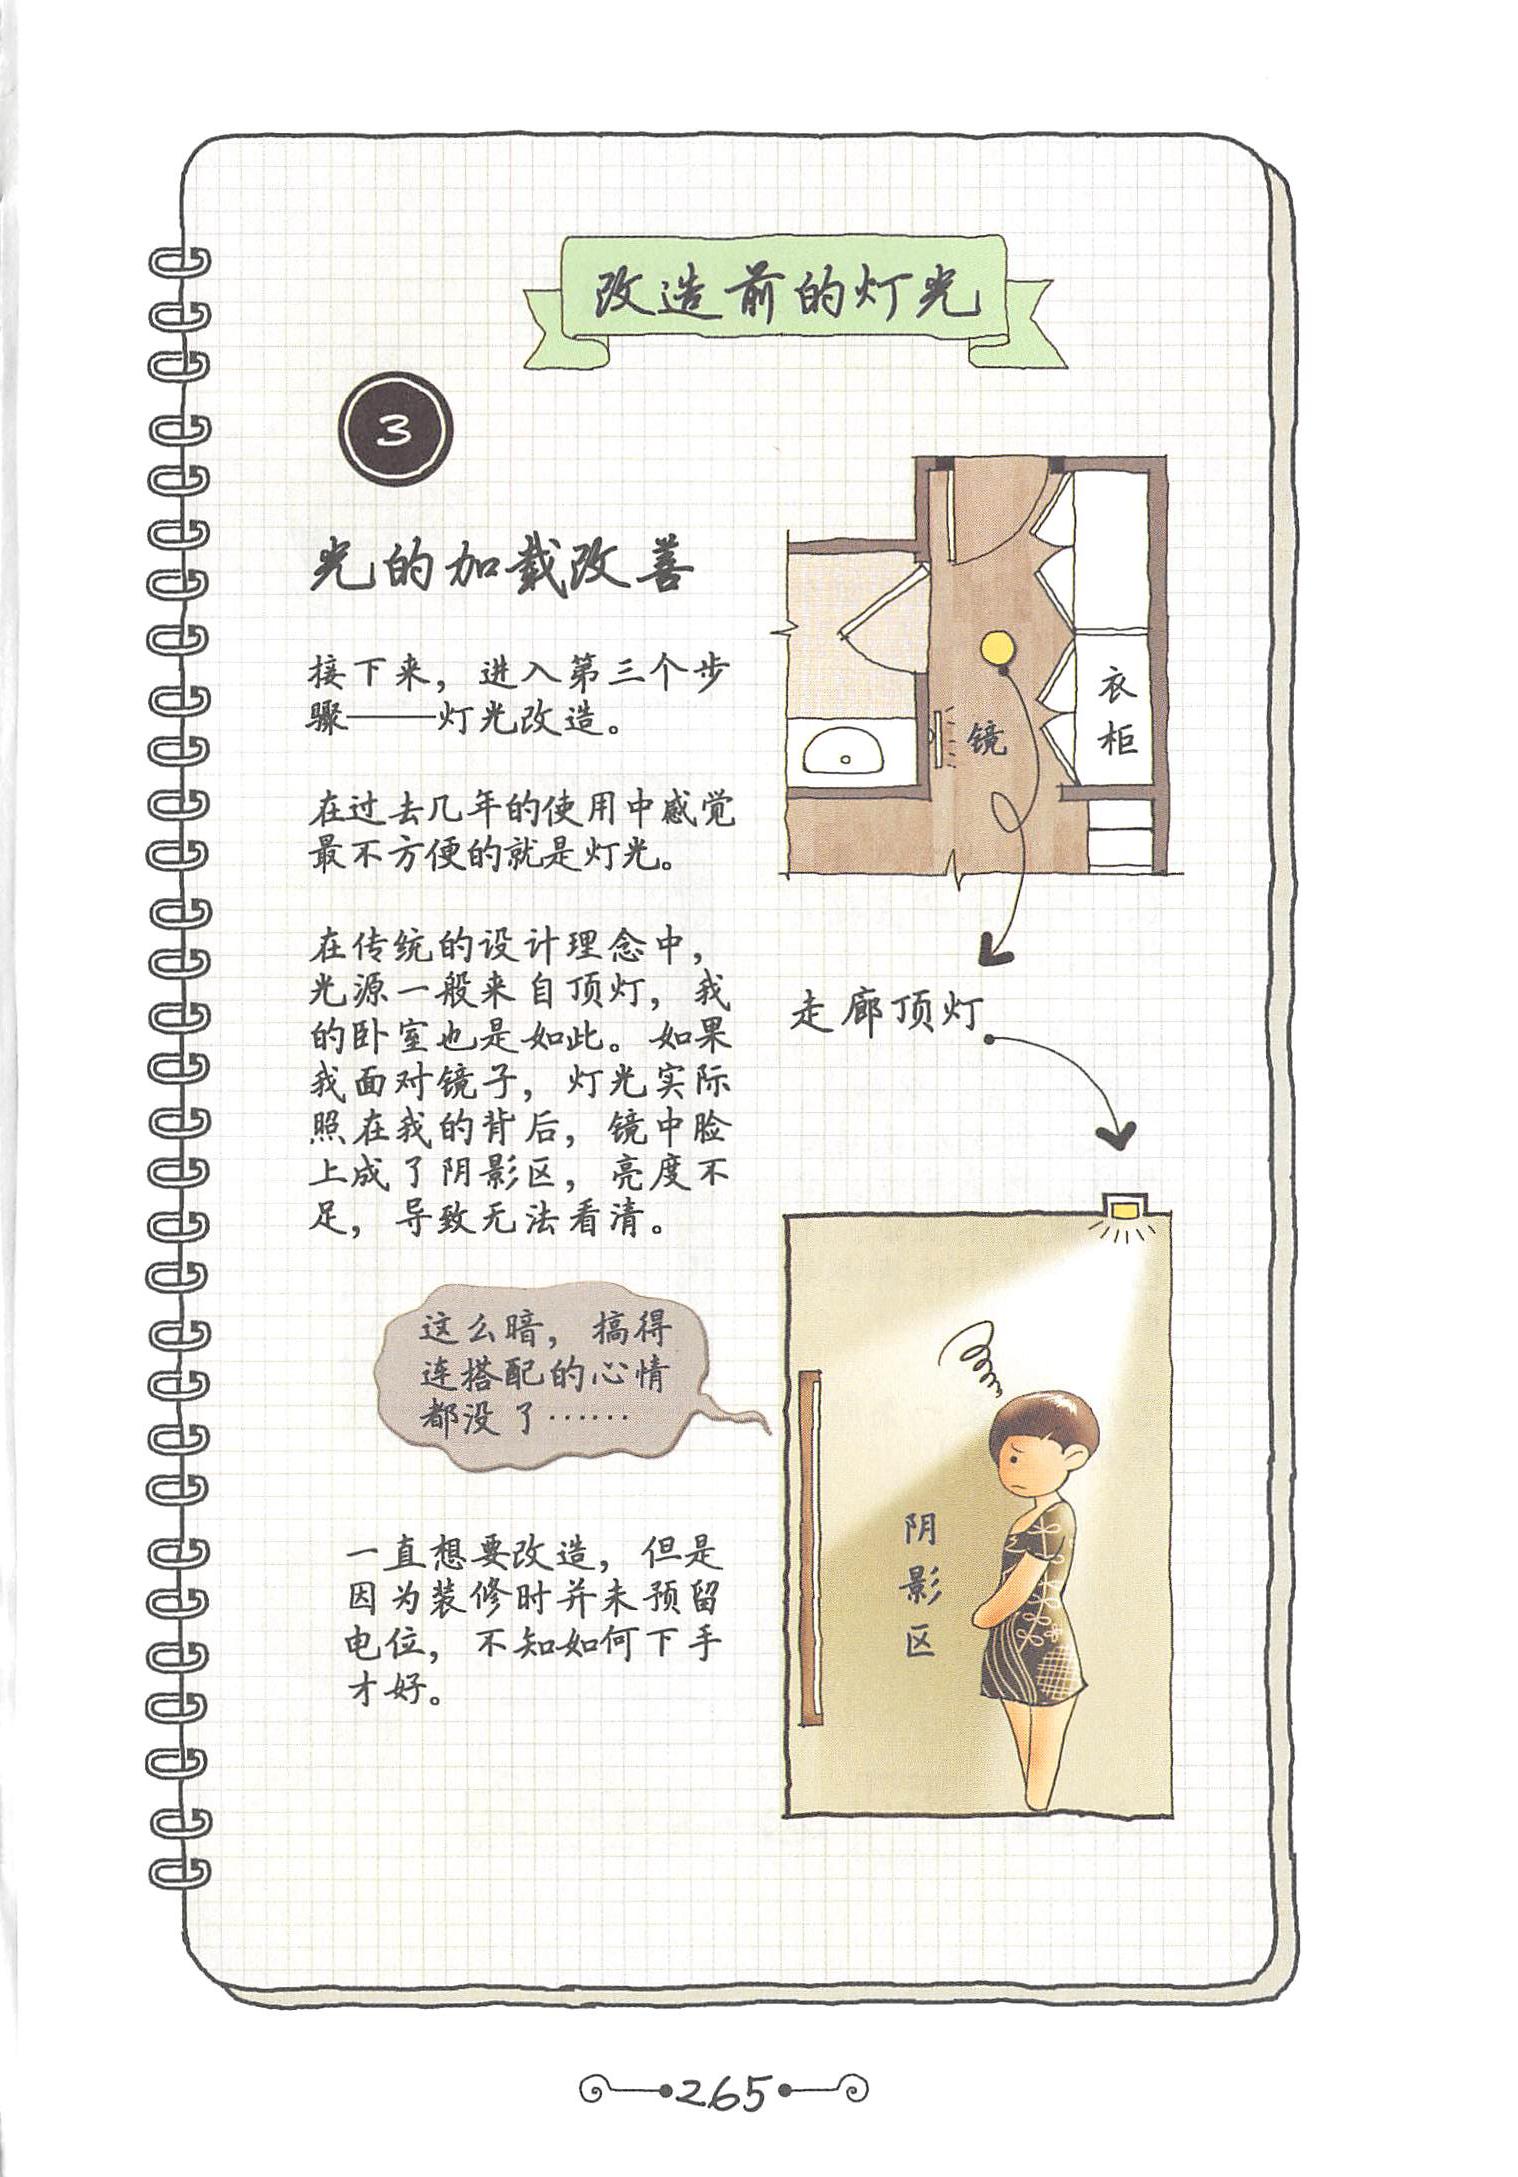 改造前的灯光
3
光的加载改善
接下来，进入第三个步
骤——灯光改造。
在过去几年的使用中感觉
最不方便的就是灯光。
在传统的设计理念中，
光源一般来自顶灯，我
的卧室也是如此。如果
我面对镜子，灯光实际
照在我的背后，镜中脸
上成了阴影区，亮度不
足，导致无法看清。
这么暗，搞得
连搭配的心情
都没了……
一直想要改造，但是
因为装修时并未预留
电位，不知如何下手
才好。
衣
柜
镜
走廊顶灯
阴
影
区
265